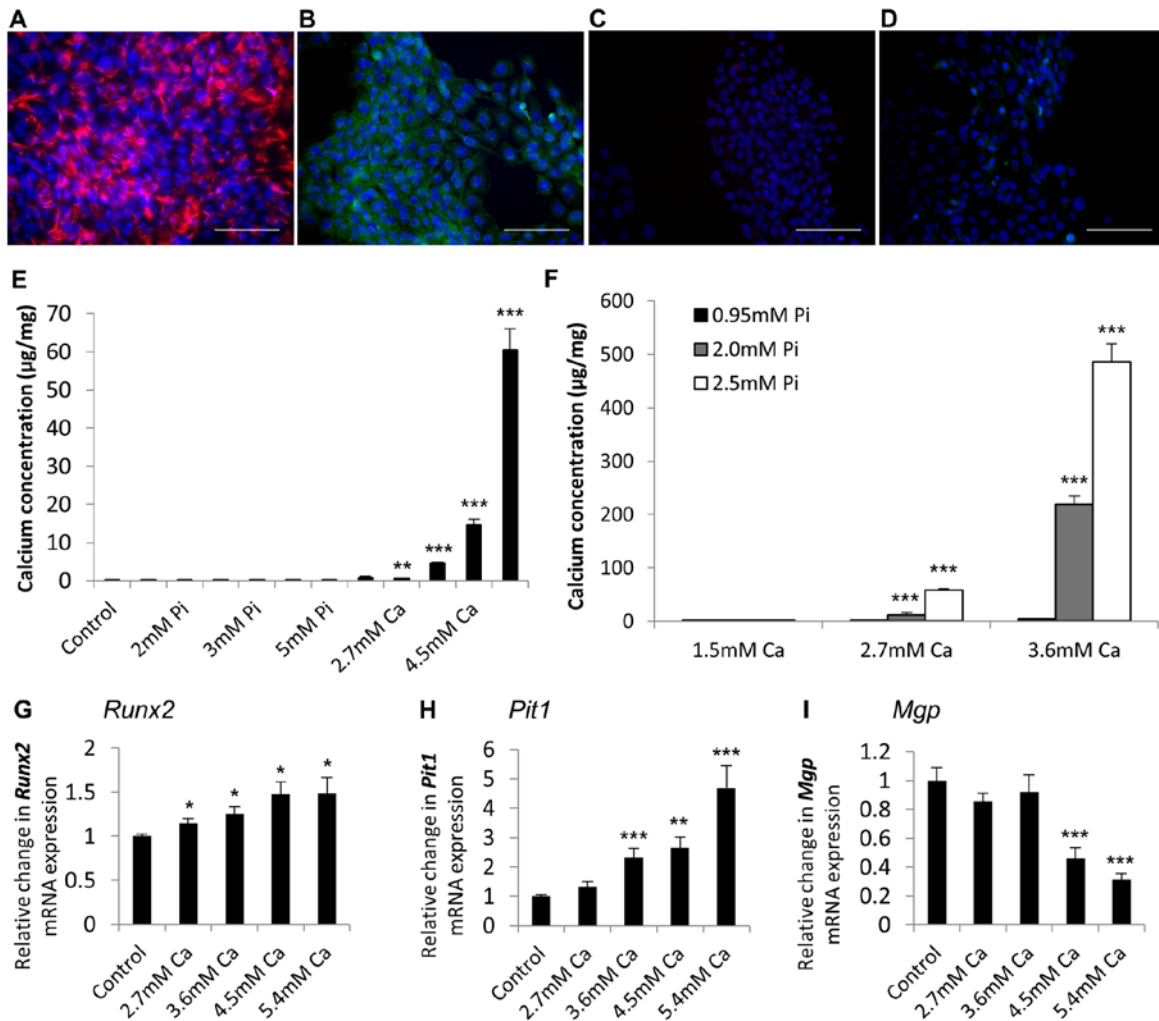 A
B
C
D
E
Calcium concentration (µg/mg)
70
60
50
40
30
20
10
0
***
***
***
**
Control
2mM Pi
3mM Pi
5mM Pi
2.7mM Ca
4.5mM Ca
F
Calcium concentration (µg/mg)
600
500
400
300
200
100
0
0.95mM Pi
2.0mM Pi
2.5mM Pi
***
***
***
***
1.5mM Ca
2.7mM Ca
3.6mM Ca
G
Runx2
Relative change in Runx2
mRNA expression
2
1.5
1
0.5
0
*
*
*
*
Control
2.7mM Ca
3.6mM Ca
4.5mM Ca
5.4mM Ca
H
Pit1
Relative change in Pit1
mRNA expression
6
5
4
3
2
1
0
***
**
***
Control
2.7mM Ca
3.6mM Ca
4.5mM Ca
5.4mM Ca
I
Mgp
Relative change in Mgp
mRNA expression
1.2
1
0.8
0.6
0.4
0.2
0
***
***
Control
2.7mM Ca
3.6mM Ca
4.5mM Ca
5.4mM Ca